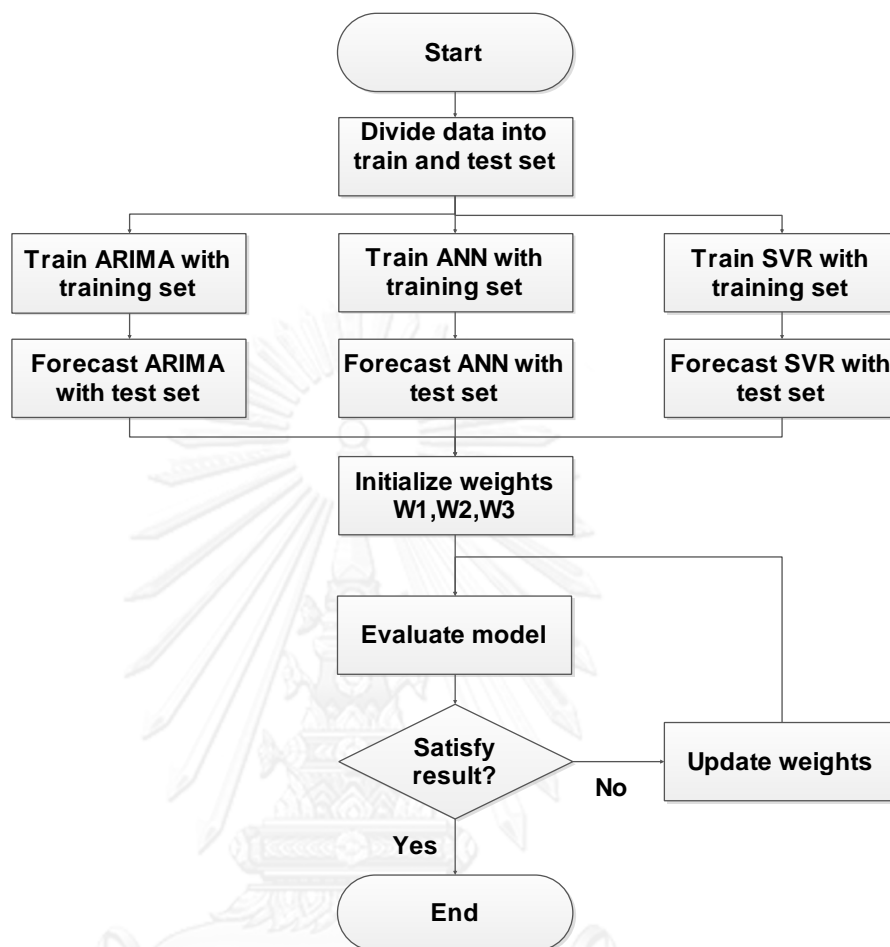 Start
Divide data into
train and test set
Train ARIMA with
training set
Train ANN with
training set
Train SVR with
training set
Forecast ARIMA
with test set
Forecast ANN with
test set
Forecast SVR with
test set
Initialize weights
W1,W2,W3
Evaluate model
Satisfy
result?
No
Update weights
Yes
End